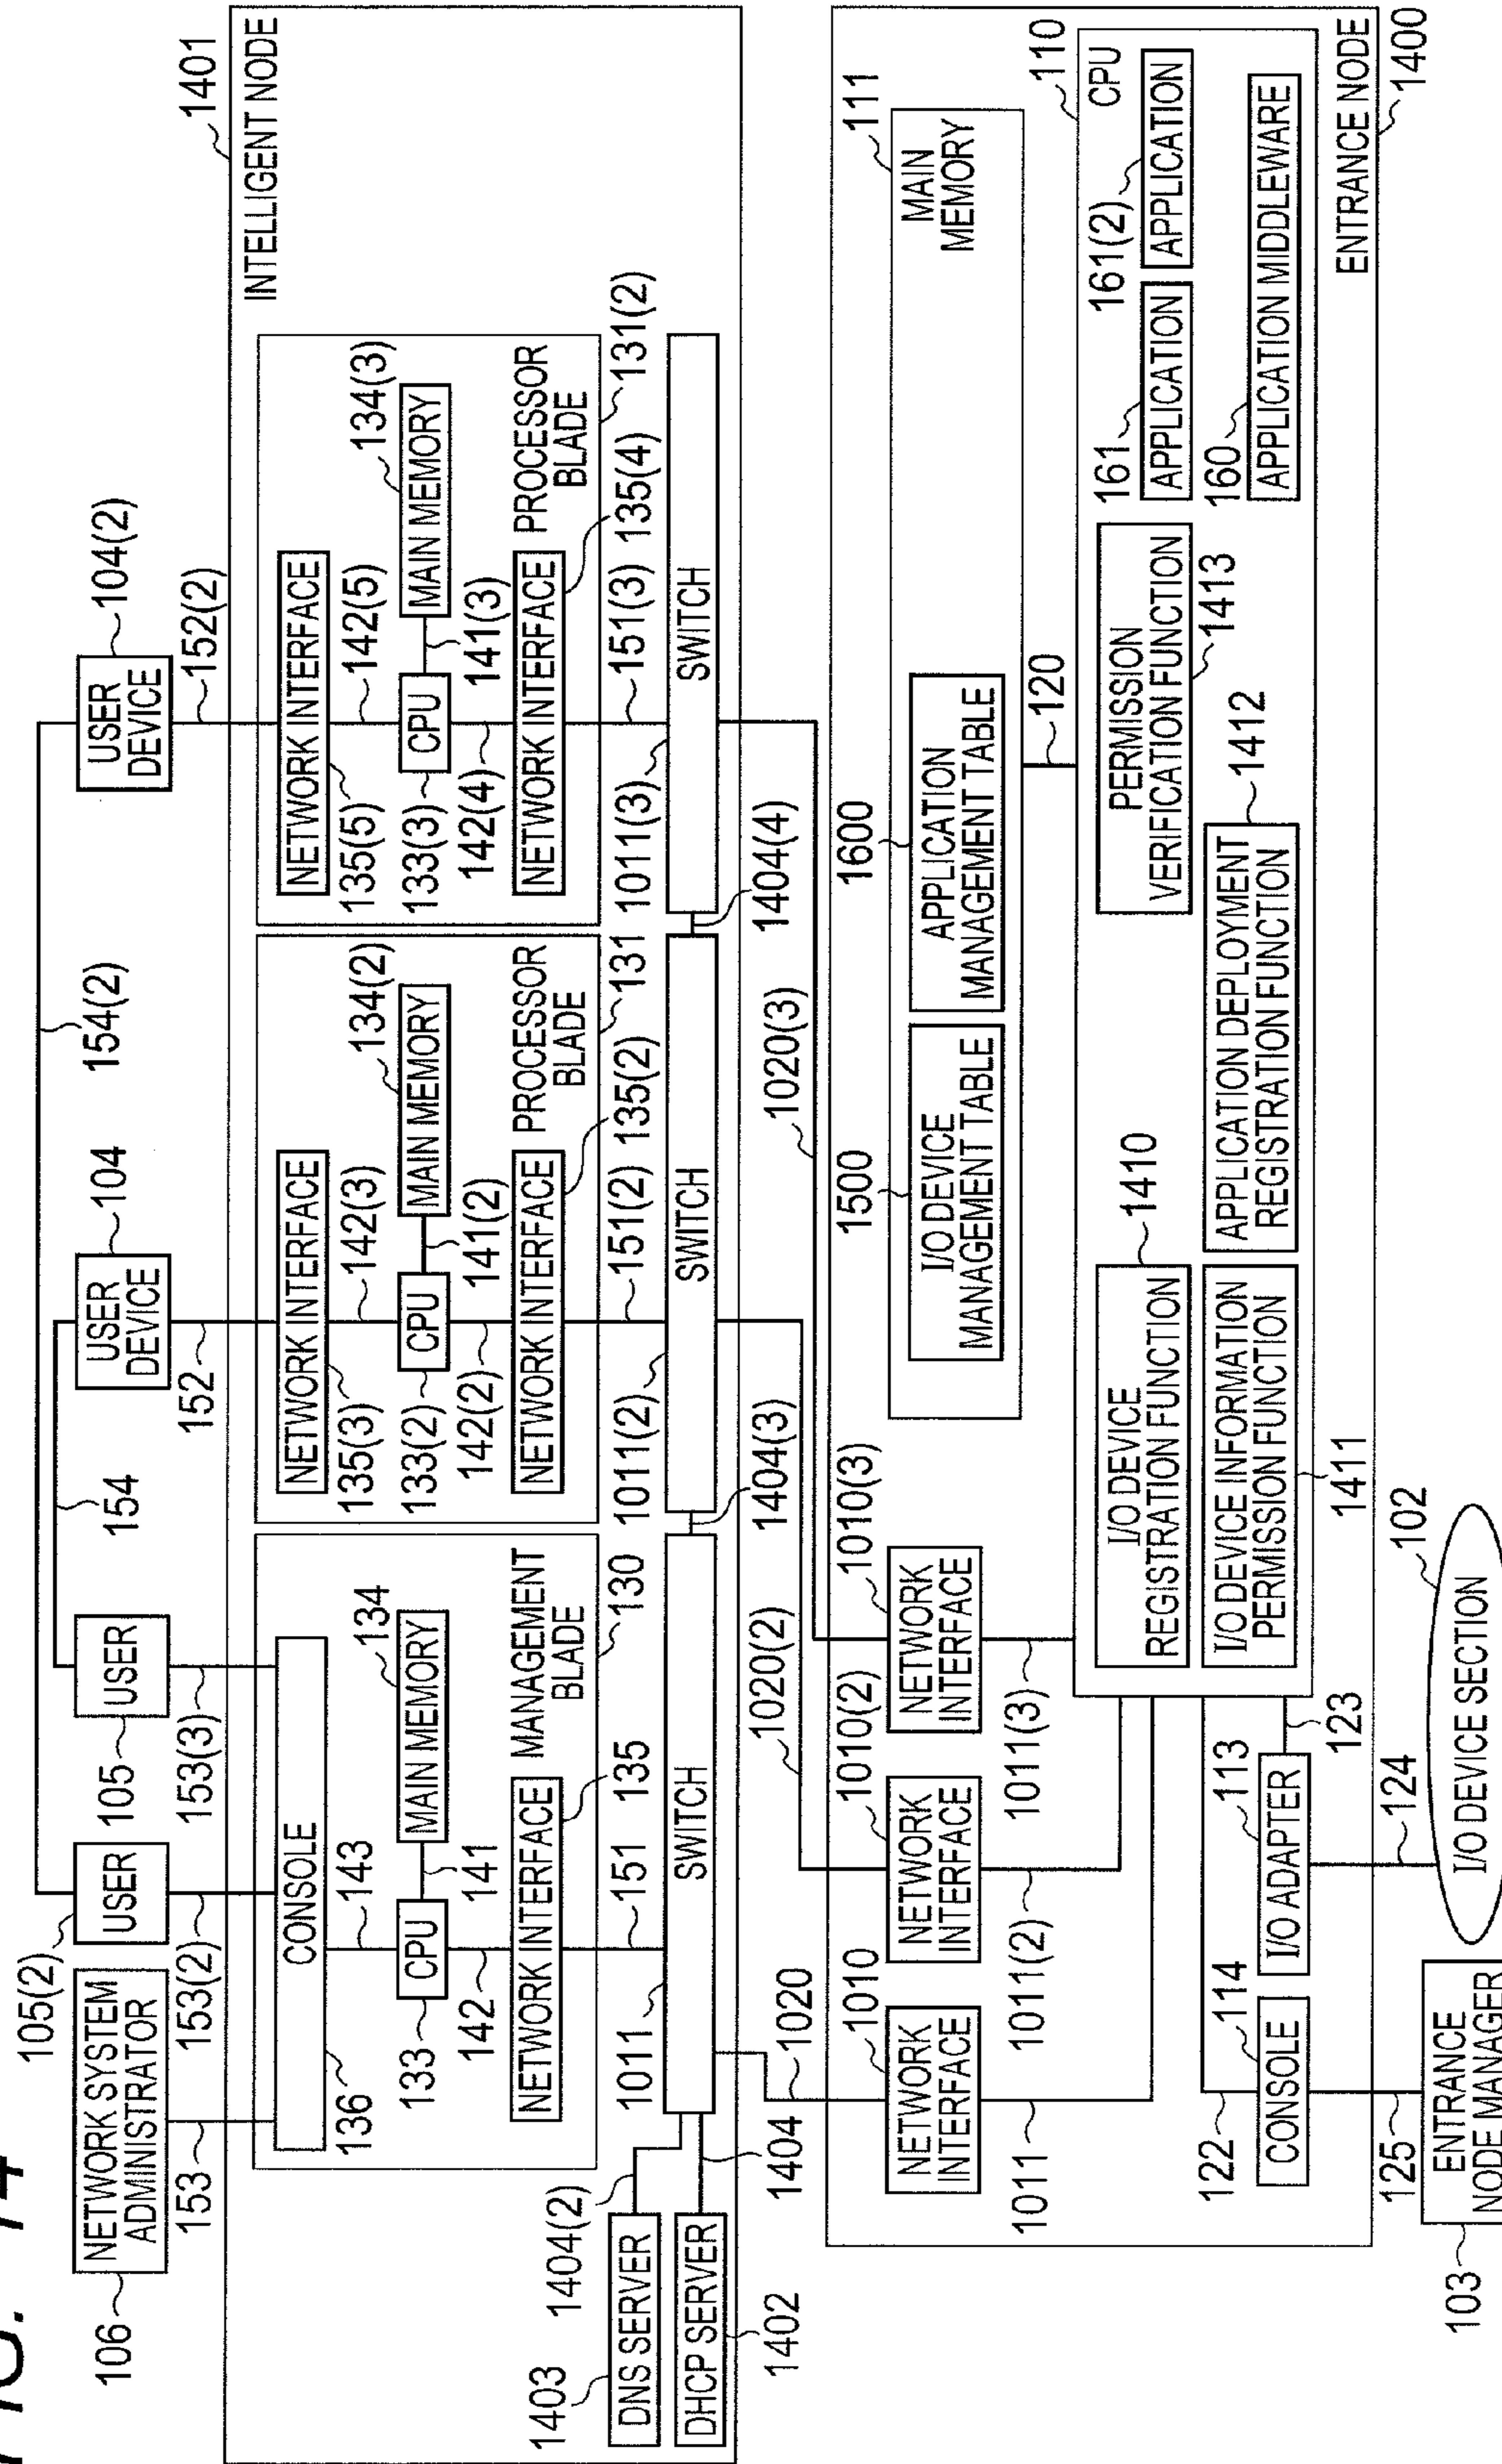 FIG. 14
105(2)
NETWORK SYSTEM
ADMINISTRATOR
106
153
USER
153(2)
USER
105
153(3)
154
USER
DEVICE
104
152
154(2)
USER
DEVICE
104(2)
152(2)
1401
INTELLIGENT NODE
CONSOLE
136
143
CPU
133
141
MAIN MEMORY
134
142
NETWORK INTERFACE
135
MANAGEMENT
BLADE
130
151
1011
SWITCH
NETWORK INTERFACE
135(3)
142(3)
CPU
133(2)
141(2)
MAIN MEMORY
134(2)
142(2)
NETWORK INTERFACE
135(2)
PROCESSOR
BLADE
131
151(2)
1011(2)
SWITCH
1404(3)
NETWORK INTERFACE
135(5)
142(5)
CPU
133(3)
141(3)
MAIN MEMORY
134(3)
142(4)
NETWORK INTERFACE
135(4)
PROCESSOR
BLADE
131(2)
151(3)
1011(3)
SWITCH
1404(4)
1403
DNS SERVER
1404(2)
DHCP SERVER
1402
1404
1020
1020(2)
1020(3)
NETWORK
INTERFACE
1010
1011
NETWORK
INTERFACE
1010(2)
1011(2)
NETWORK
INTERFACE
1010(3)
1011(3)
1500
I/O DEVICE
MANAGEMENT TABLE
1600
APPLICATION
MANAGEMENT TABLE
MAIN
MEMORY
111
120
110
CPU
I/O DEVICE
REGISTRATION FUNCTION
1410
I/O DEVICE INFORMATION
PERMISSION FUNCTION
1411
APPLICATION DEPLOYMENT
REGISTRATION FUNCTION
1412
PERMISSION
VERIFICATION FUNCTION
1413
161
APPLICATION
161(2)
APPLICATION
160
APPLICATION MIDDLEWARE
ENTRANCE NODE
1400
122
CONSOLE
114
I/O ADAPTER
113
123
124
125
ENTRANCE
NODE MANAGER
103
I/O DEVICE SECTION
102